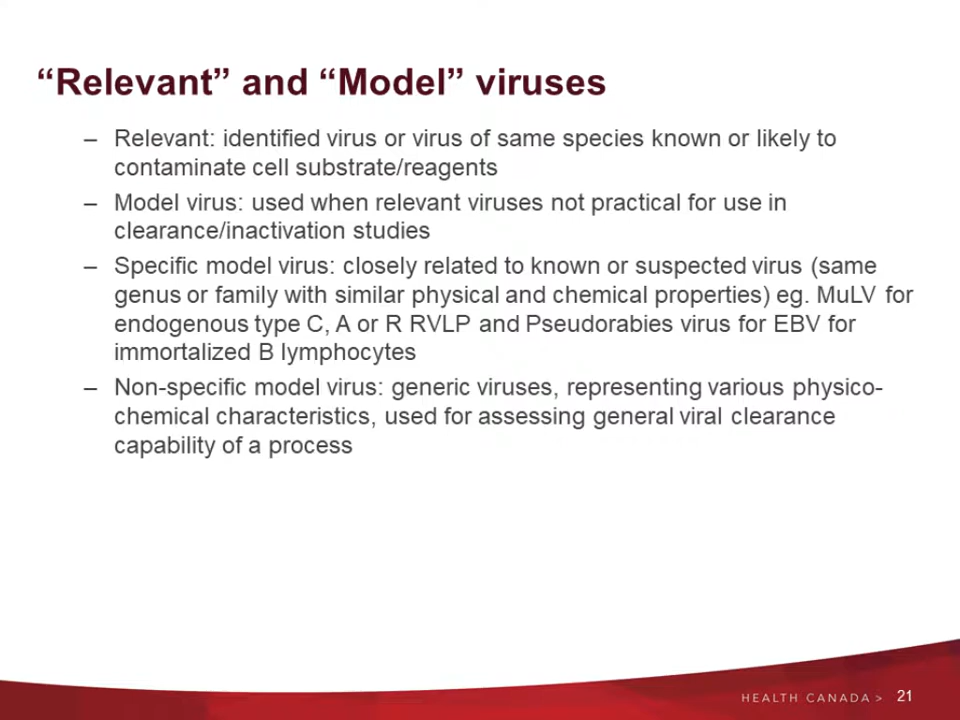 “Relevant” and “Model” viruses
– Relevant: identified virus or virus of same species known or likely to
contaminate cell substrate/reagents
– Model virus: used when relevant viruses not practical for use in
clearance/inactivation studies
– Specific model virus: closely related to known or suspected virus (same
genus or family with similar physical and chemical properties) eg. MuLV for
endogenous type C, A or R RVLP and Pseudorabies virus for EBV for
immortalized B lymphocytes
– Non-specific model virus: generic viruses, representing various physico-
chemical characteristics, used for assessing general viral clearance
capability of a process
HEALTH CANADA > 21